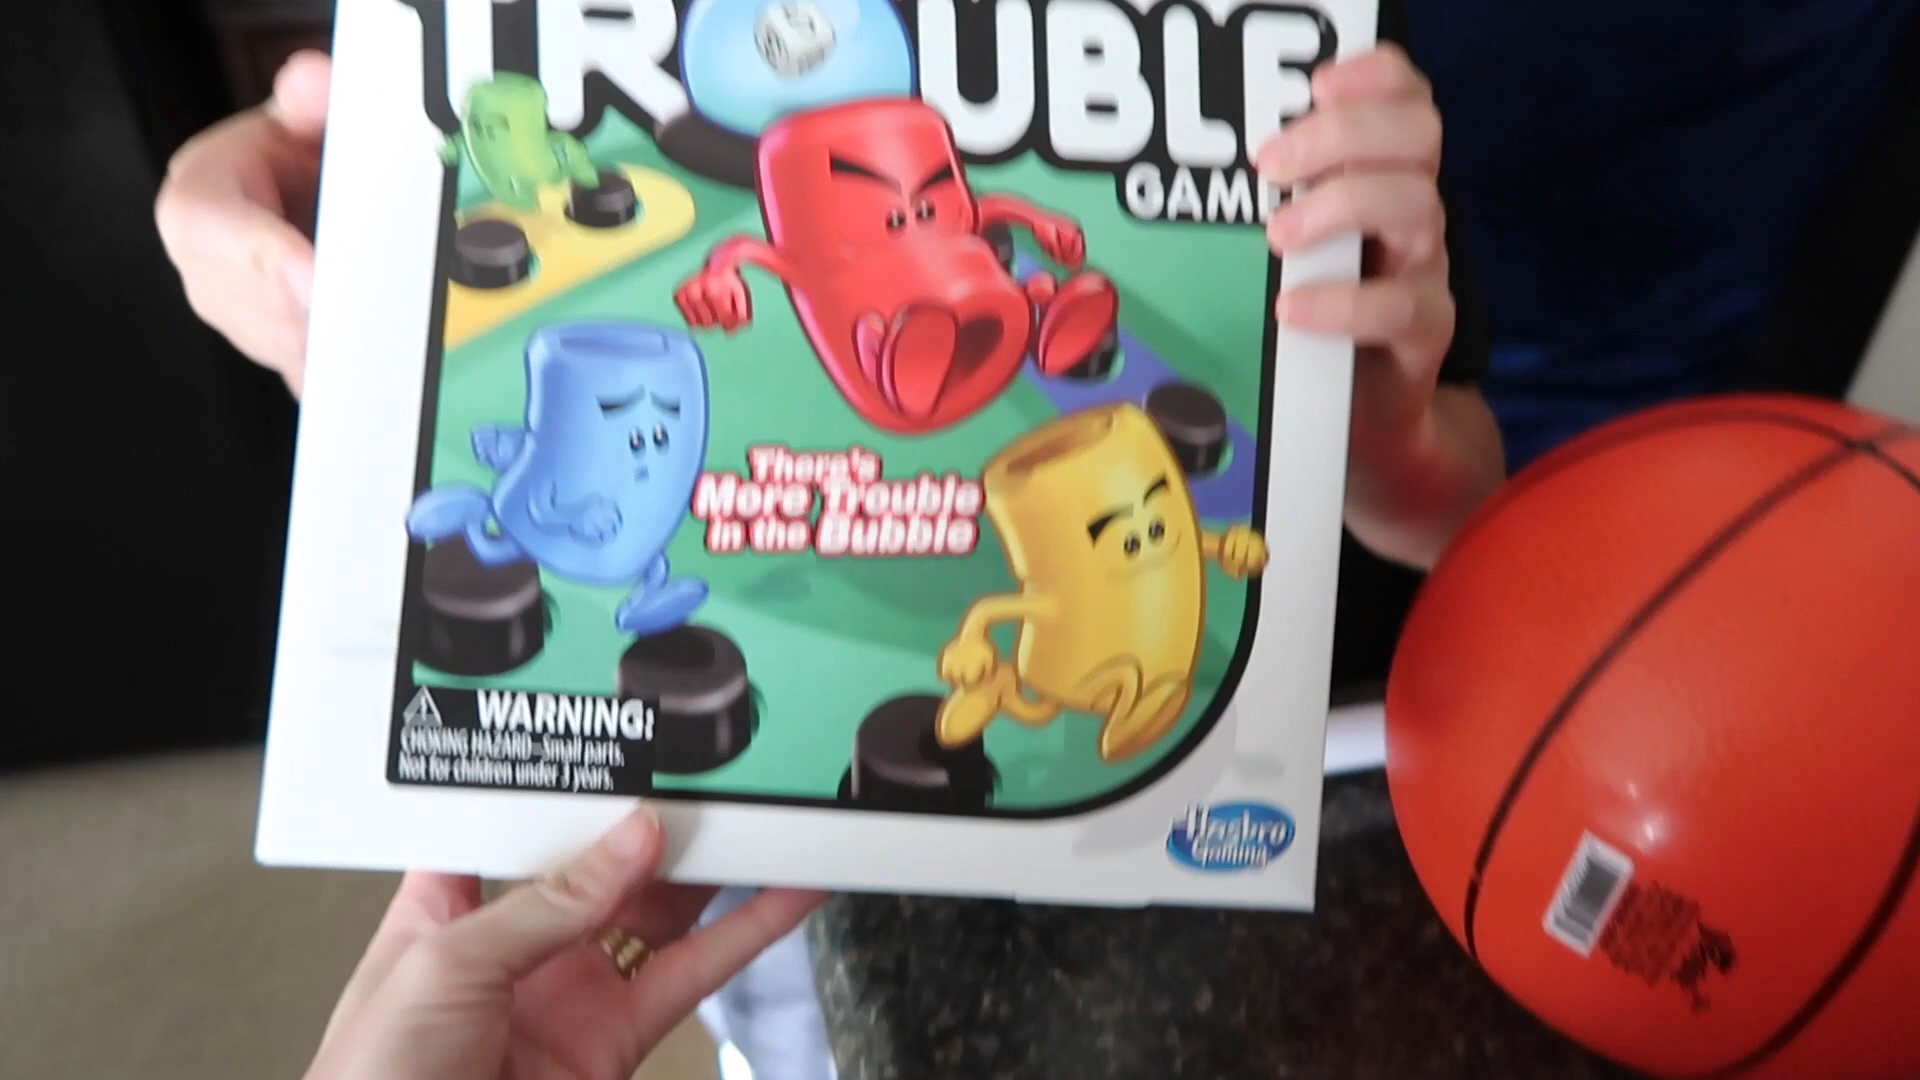 TROUBLE
GAME
There's
More Trouble
in the Bubble
WARNING:
CHOKING HAZARD—Small parts.
Not for children under 3 years.
Hasbro
Gaming